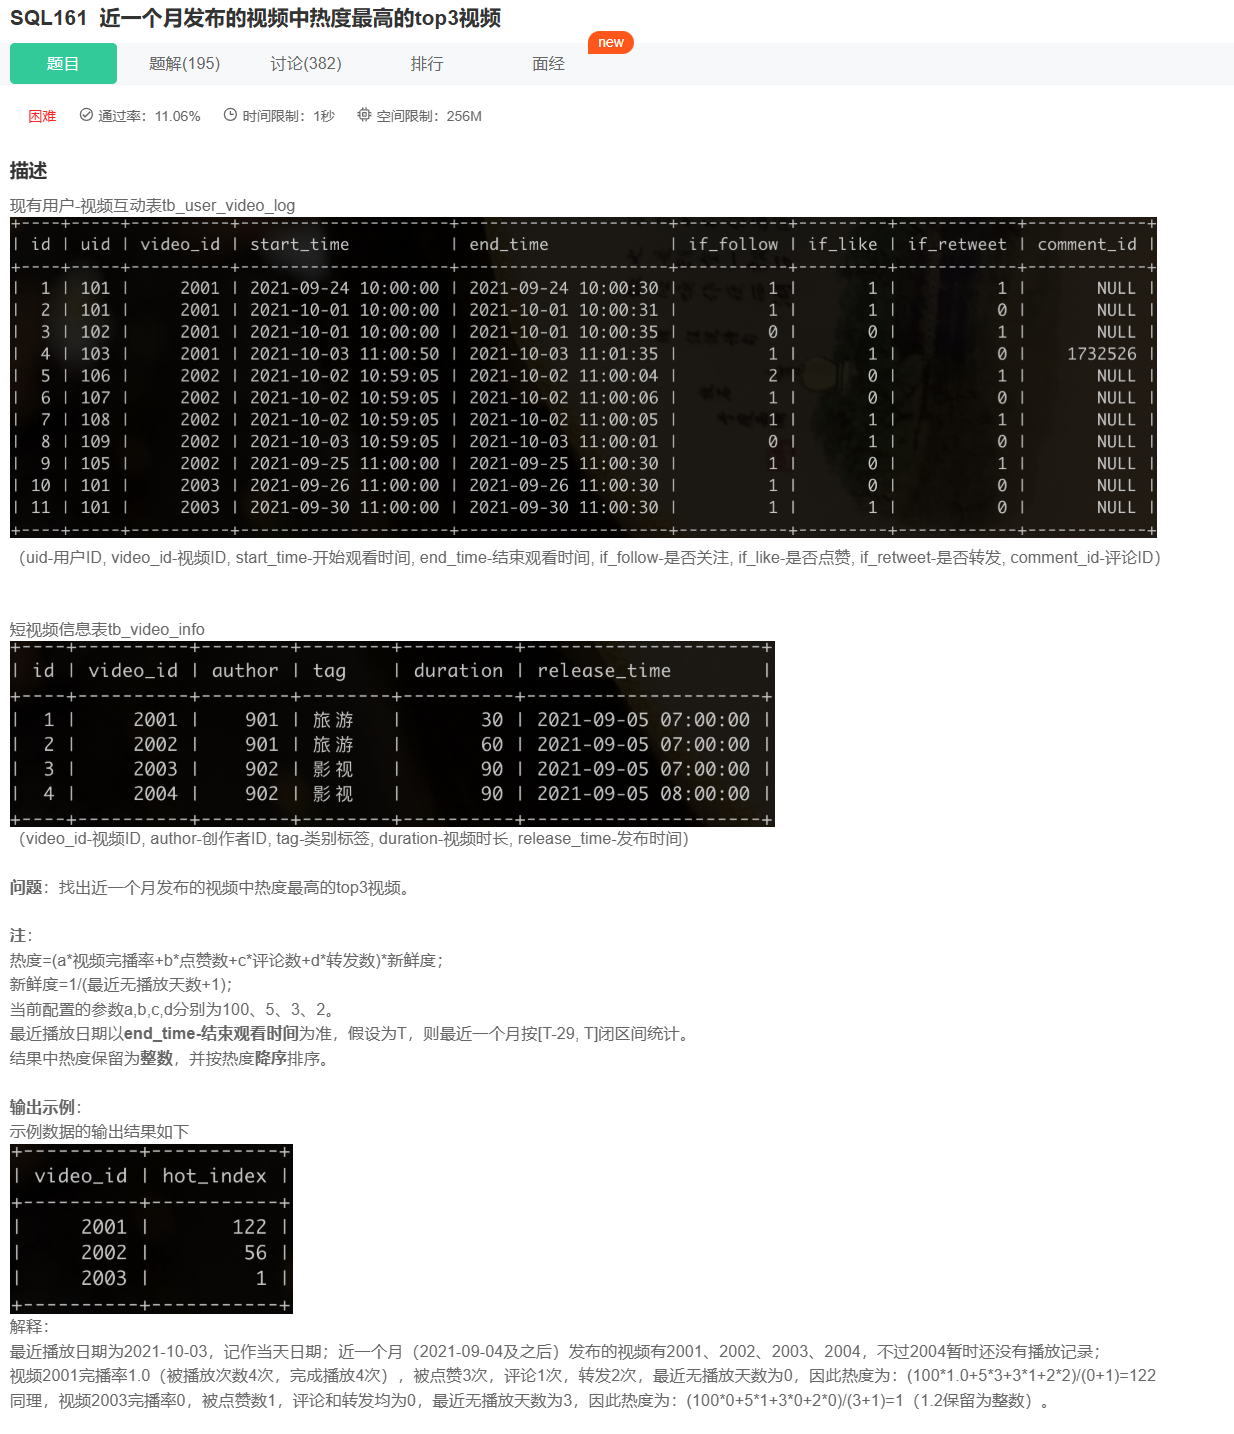 SQL161 近一个月发布的视频中热度最高的top3视频
new
题目 题解(195) 讨论(382) 排行 面经
困难 通过率：11.06% 时间限制：1秒 空间限制：256M
描述
现有用户-视频互动表tb_user_video_log
| id | uid | video_id | start_time | end_time | if_follow | if_like | if_retweet | comment_id |
| 1 | 101 | 2001 | 2021-09-24 10:00:00 | 2021-09-24 10:00:30 | 1 | 1 | 1 | NULL |
| 2 | 101 | 2001 | 2021-10-01 10:00:00 | 2021-10-01 10:00:31 | 1 | 1 | 0 | NULL |
| 3 | 102 | 2001 | 2021-10-01 10:00:00 | 2021-10-01 10:00:35 | 0 | 0 | 1 | NULL |
| 4 | 103 | 2001 | 2021-10-03 11:00:50 | 2021-10-03 11:01:35 | 1 | 1 | 0 | 1732526 |
| 5 | 106 | 2002 | 2021-10-02 10:59:05 | 2021-10-02 11:00:04 | 2 | 0 | 1 | NULL |
| 6 | 107 | 2002 | 2021-10-02 10:59:05 | 2021-10-02 11:00:06 | 1 | 0 | 0 | NULL |
| 7 | 108 | 2002 | 2021-10-02 10:59:05 | 2021-10-02 11:00:05 | 1 | 1 | 1 | NULL |
| 8 | 109 | 2002 | 2021-10-03 10:59:05 | 2021-10-03 11:00:01 | 0 | 1 | 0 | NULL |
| 9 | 105 | 2002 | 2021-09-25 11:00:00 | 2021-09-25 11:00:30 | 1 | 0 | 1 | NULL |
| 10 | 101 | 2003 | 2021-09-26 11:00:00 | 2021-09-26 11:00:30 | 1 | 0 | 0 | NULL |
| 11 | 101 | 2003 | 2021-09-30 11:00:00 | 2021-09-30 11:00:30 | 1 | 1 | 0 | NULL |
（uid-用户ID, video_id-视频ID, start_time-开始观看时间, end_time-结束观看时间, if_follow-是否关注, if_like-是否点赞, if_retweet-是否转发, comment_id-评论ID）
短视频信息表tb_video_info
| id | video_id | author | tag | duration | release_time |
| 1 | 2001 | 901 | 旅游 | 30 | 2021-09-05 07:00:00 |
| 2 | 2002 | 901 | 旅游 | 60 | 2021-09-05 07:00:00 |
| 3 | 2003 | 902 | 影视 | 90 | 2021-09-05 07:00:00 |
| 4 | 2004 | 902 | 影视 | 90 | 2021-09-05 08:00:00 |
（video_id-视频ID, author-创作者ID, tag-类别标签, duration-视频时长, release_time-发布时间）
问题：找出近一个月发布的视频中热度最高的top3视频。
注：
热度=(a*视频完播率+b*点赞数+c*评论数+d*转发数)*新鲜度；
新鲜度=1/(最近无播放天数+1)；
当前配置的参数a,b,c,d分别为100、5、3、2。
最近播放日期以end_time-结束观看时间为准，假设为T，则最近一个月按[T-29, T]闭区间统计。
结果中热度保留为整数，并按热度降序排序。
输出示例：
示例数据的输出结果如下
| video_id | hot_index |
| 2001 | 122 |
| 2002 | 56 |
| 2003 | 1 |
解释：
最近播放日期为2021-10-03，记作当天日期；近一个月（2021-09-04及之后）发布的视频有2001、2002、2003、2004，不过2004暂时还没有播放记录；
视频2001完播率1.0（被播放次数4次，完成播放4次），被点赞3次，评论1次，转发2次，最近无播放天数为0，因此热度为：(100*1.0+5*3+3*1+2*2)/(0+1)=122
同理，视频2003完播率0，被点赞数1，评论和转发均为0，最近无播放天数为3，因此热度为：(100*0+5*1+3*0+2*0)/(3+1)=1（1.2保留为整数）。